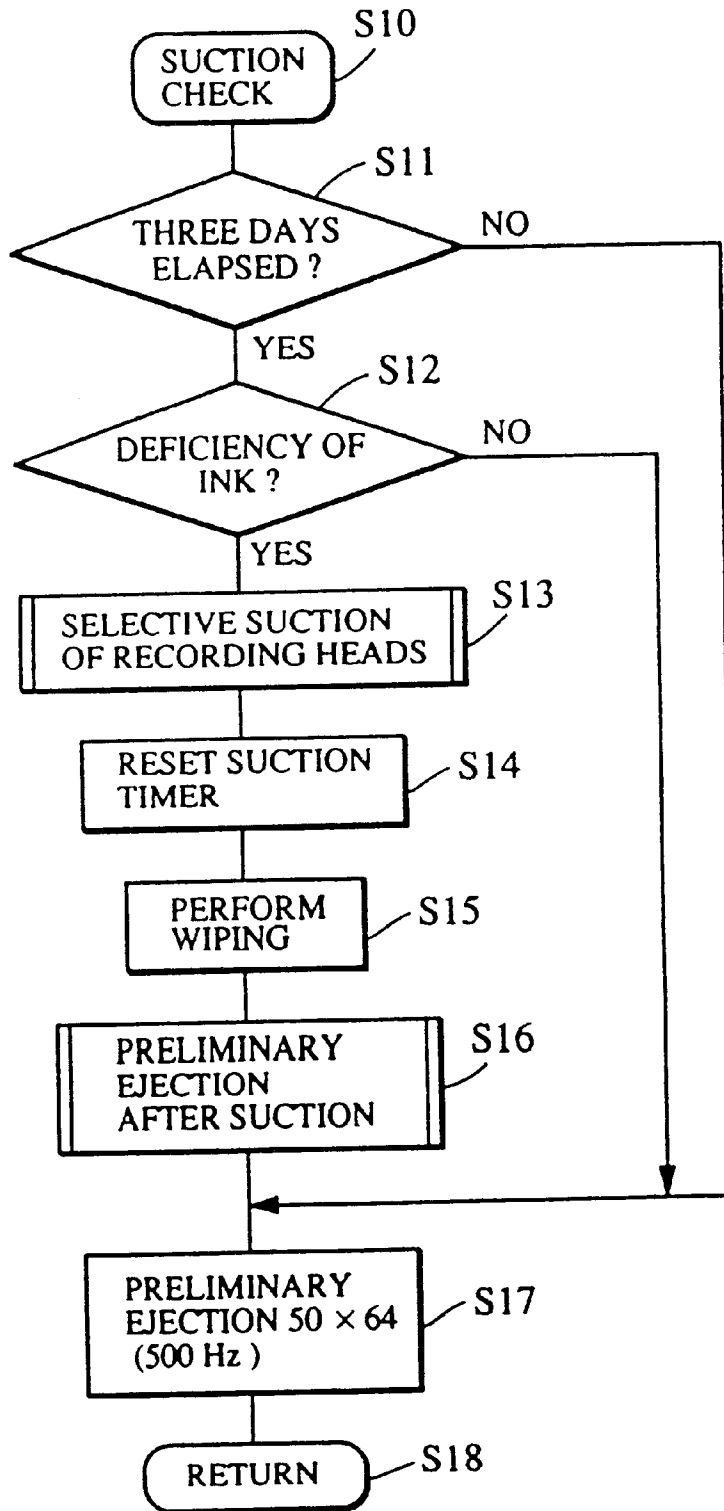 S10
SUCTION
CHECK
S11
THREE DAYS
ELAPSED ?
NO
YES
S12
DEFICIENCY OF
INK ?
NO
YES
S13
SELECTIVE SUCTION
OF RECORDING HEADS
RESET SUCTION
TIMER
S14
PERFORM
WIPING
S15
PRELIMINARY
EJECTION
AFTER SUCTION
S16
PRELIMINARY
EJECTION 50 × 64
(500 Hz )
S17
RETURN
S18